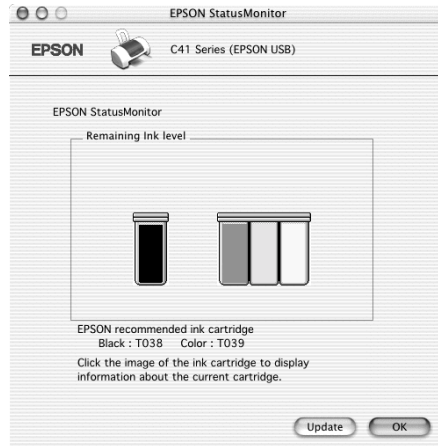 EPSON StatusMonitor
EPSON
C41 Series (EPSON USB)
EPSON StatusMonitor
Remaining Ink level
EPSON recommended ink cartridge
Black : T038 Color : T039
Click the image of the ink cartridge to display
information about the current cartridge.
Update
OK